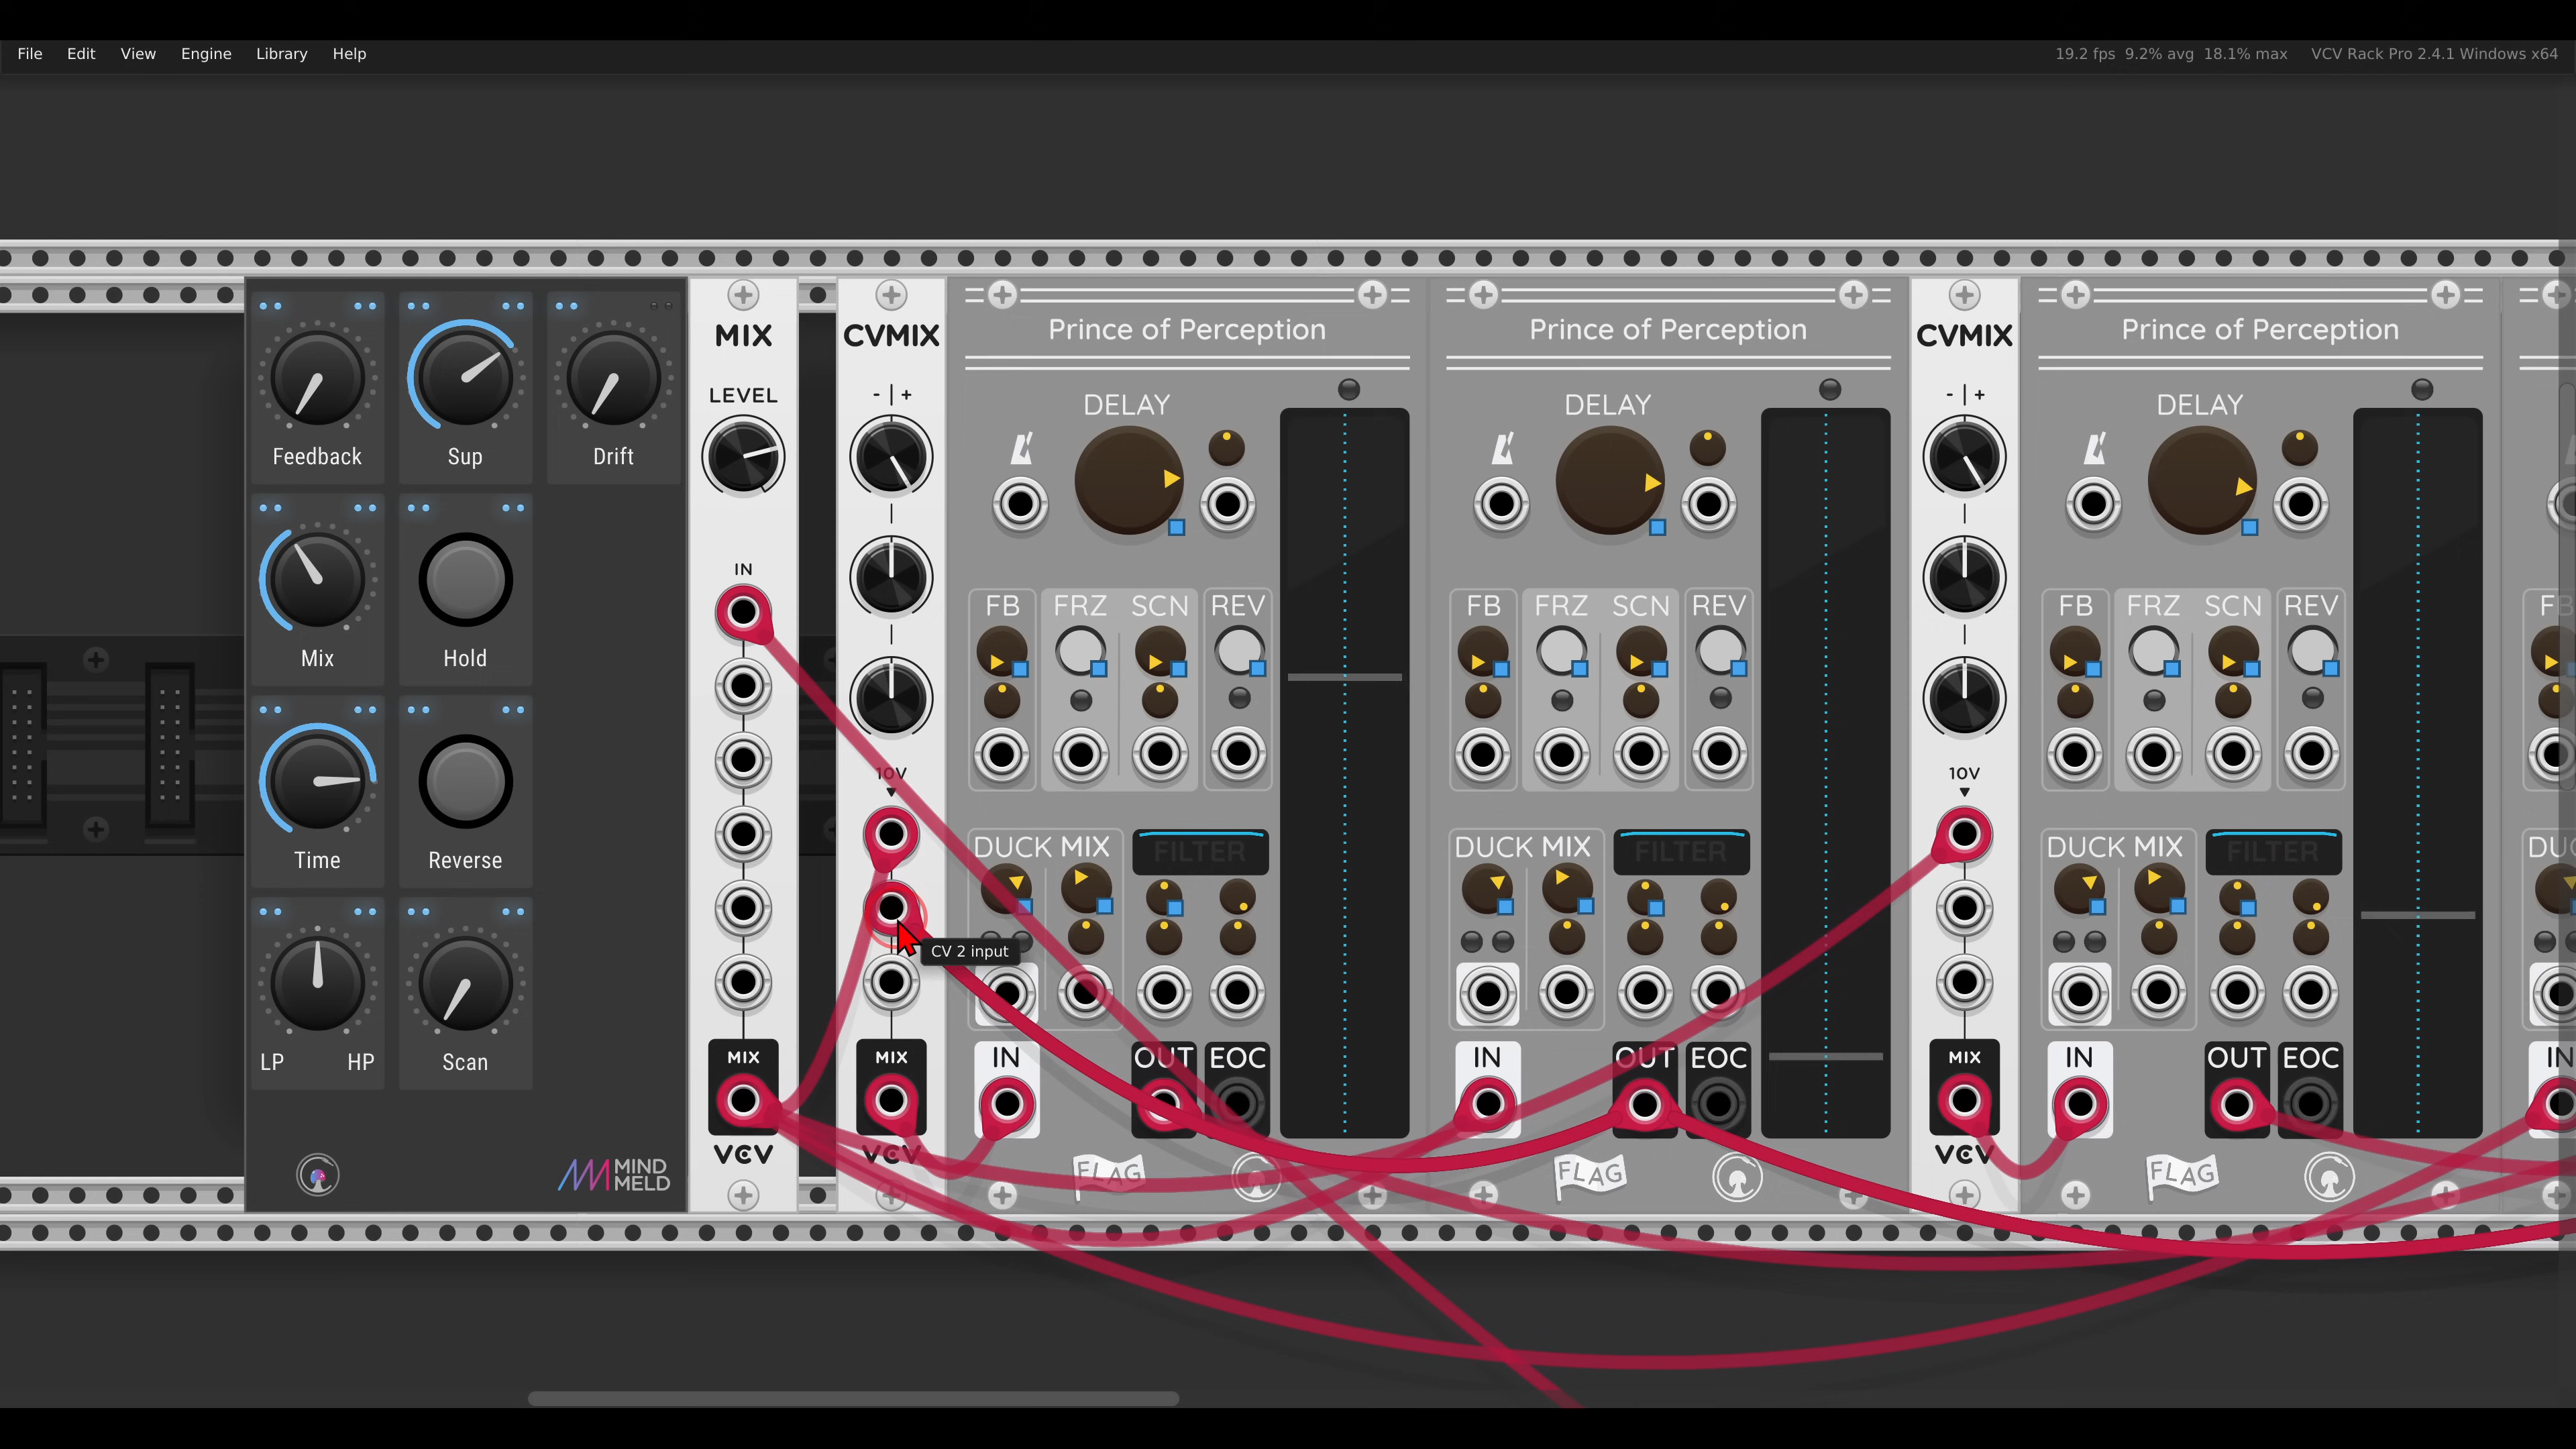 File Edit View Engine Library Help
19.2 fps 9.2% avg 18.1% max VCV Rack Pro 2.4.1 Windows x64
Feedback Sup Drift
Mix Hold
Time Reverse
LP HP Scan
MIND
MELD
MIX
LEVEL
IN
MIX
VCV
CVMIX
- | +
10V
MIX
VCV
CV 2 input
Prince of Perception
DELAY
FB FRZ SCN REV
DUCK MIX FILTER
IN OUT EOC
FLAG
Prince of Perception
DELAY
FB FRZ SCN REV
DUCK MIX FILTER
IN OUT EOC
FLAG
CVMIX
- | +
10V
MIX
VCV
Prince of Perception
DELAY
FB FRZ SCN REV
DUCK MIX FILTER
IN OUT EOC
FLAG
IN